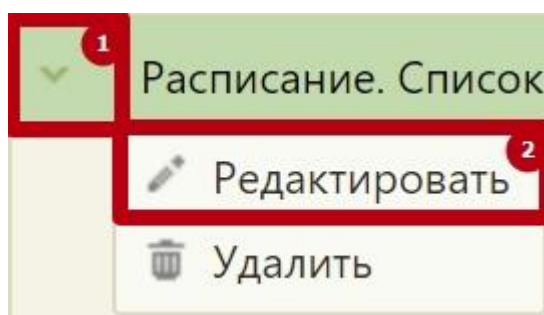 1
Расписание. Список
2
Редактировать
Удалить